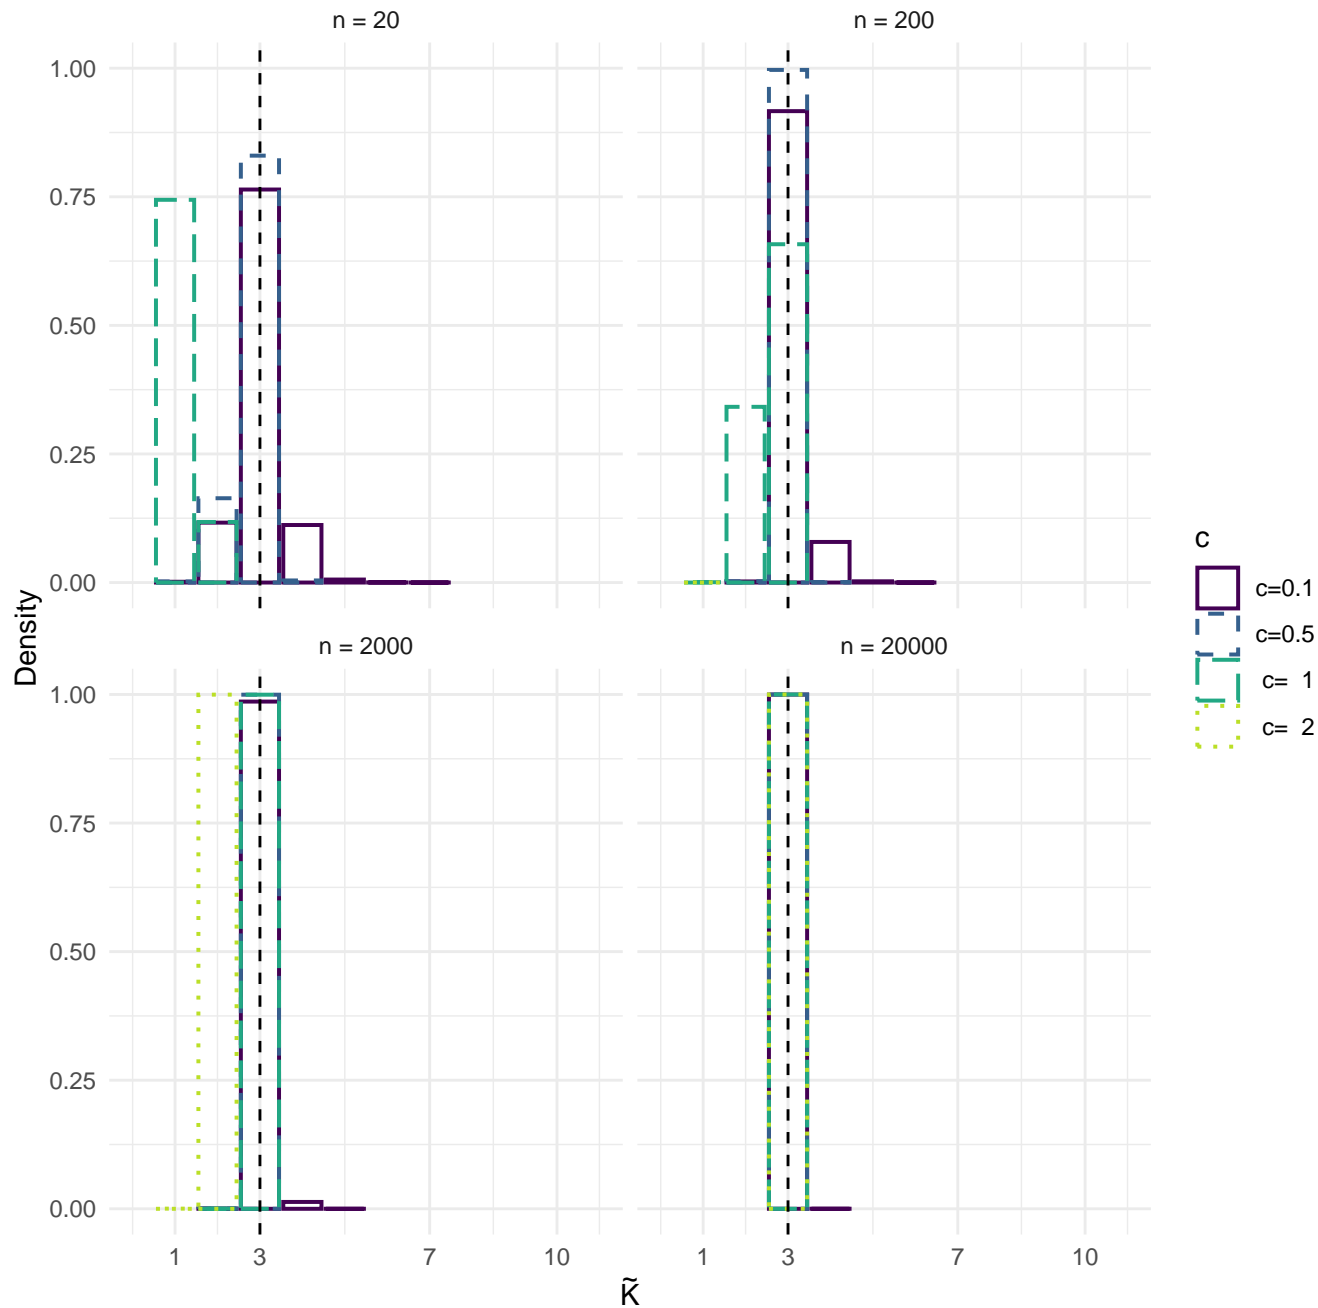 n = 20
n = 200
1.00
0.75
0.50
0.25
0.00
n = 2000
n = 20000
1.00
0.75
0.50
0.25
0.00
1 3 7 10
1 3 7 10
K̃
Density
c
c=0.1
c=0.5
c= 1
c= 2